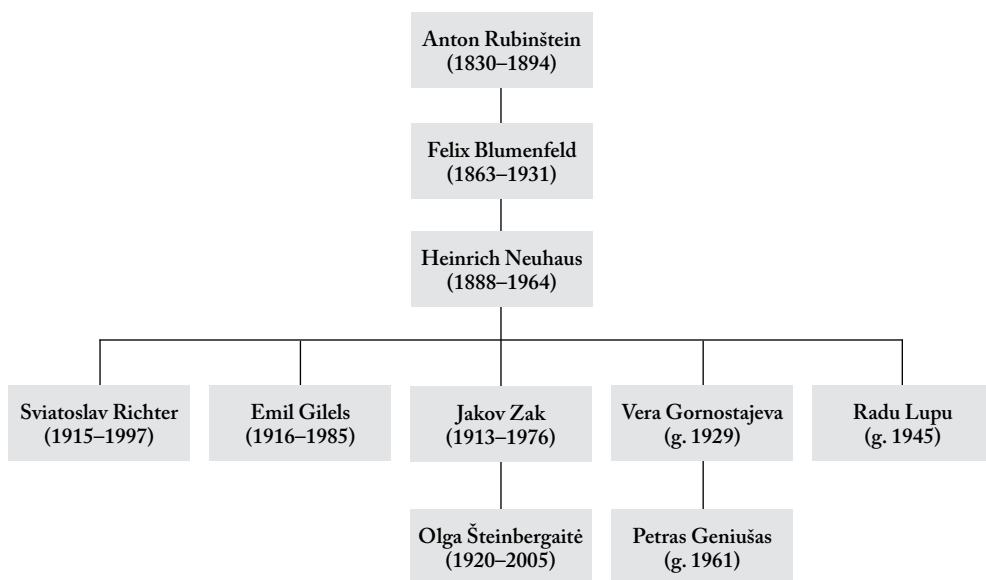 Anton Rubinštein
(1830–1894)
Felix Blumenfeld
(1863–1931)
Heinrich Neuhaus
(1888–1964)
Sviatoslav Richter
(1915–1997)
Emil Gilels
(1916–1985)
Jakov Zak
(1913–1976)
Vera Gornostajeva
(g. 1929)
Radu Lupu
(g. 1945)
Olga Šteinbergaitė
(1920–2005)
Petras Geniušas
(g. 1961)